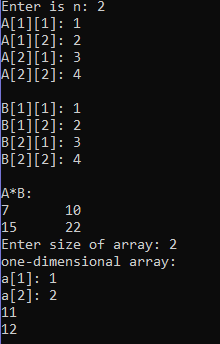 Enter is n: 2
A[1][1]: 1
A[1][2]: 2
A[2][1]: 3
A[2][2]: 4
B[1][1]: 1
B[1][2]: 2
B[2][1]: 3
B[2][2]: 4
A*B:
7 10
15 22
Enter size of array: 2
one-dimensional array:
a[1]: 1
a[2]: 2
11
12